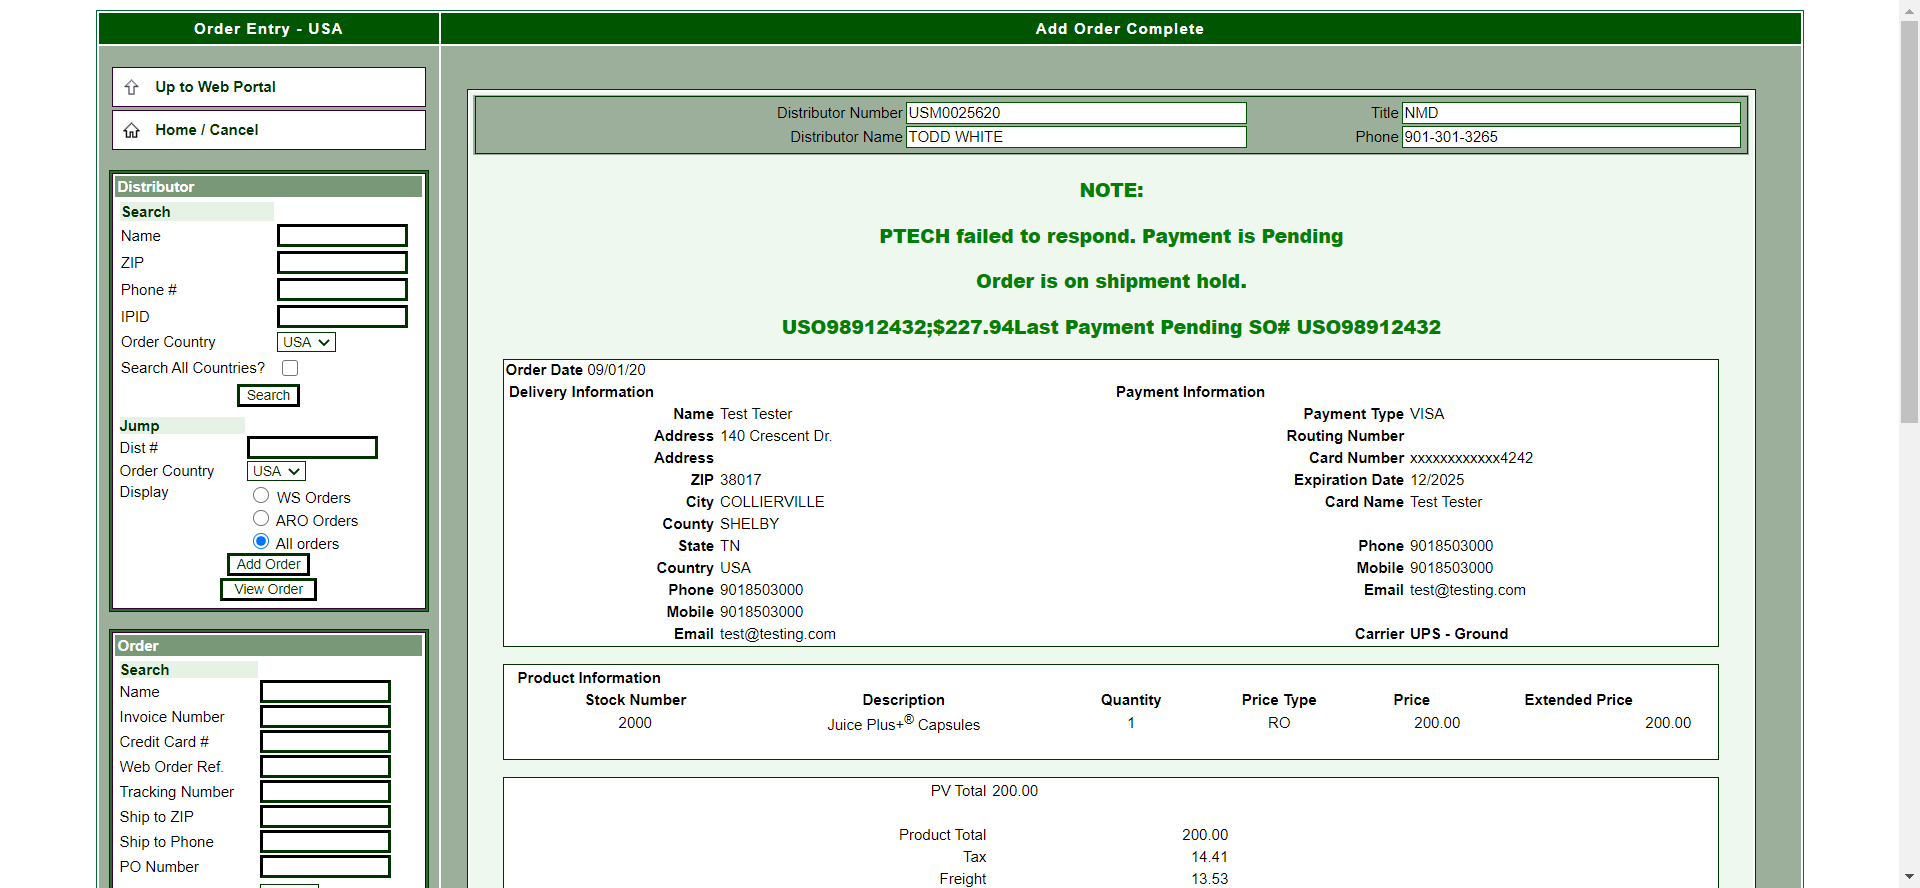 Order Entry - USA
Add Order Complete
Up to Web Portal
Home / Cancel
Distributor
Search
Name
ZIP
Phone #
IPID
Order Country USA
Search All Countries?
Search
Jump
Dist #
Order Country USA
Display
WS Orders
ARO Orders
All orders
Add Order
View Order
Order
Search
Name
Invoice Number
Credit Card #
Web Order Ref.
Tracking Number
Ship to ZIP
Ship to Phone
PO Number
Distributor Number USM0025620 Title NMD
Distributor Name TODD WHITE Phone 901-301-3265
NOTE:
PTECH failed to respond. Payment is Pending
Order is on shipment hold.
USO98912432;$227.94Last Payment Pending SO# USO98912432
Order Date 09/01/20
Delivery Information
Name Test Tester
Address 140 Crescent Dr.
Address
ZIP 38017
City COLLIERVILLE
County SHELBY
State TN
Country USA
Phone 9018503000
Mobile 9018503000
Email test@testing.com
Payment Information
Payment Type VISA
Routing Number
Card Number xxxxxxxxxxxx4242
Expiration Date 12/2025
Card Name Test Tester
Phone 9018503000
Mobile 9018503000
Email test@testing.com
Carrier UPS - Ground
Product Information
Stock Number Description Quantity Price Type Price Extended Price
2000 Juice Plus+® Capsules 1 RO 200.00 200.00
PV Total 200.00
Product Total 200.00
Tax 14.41
Freight 13.53